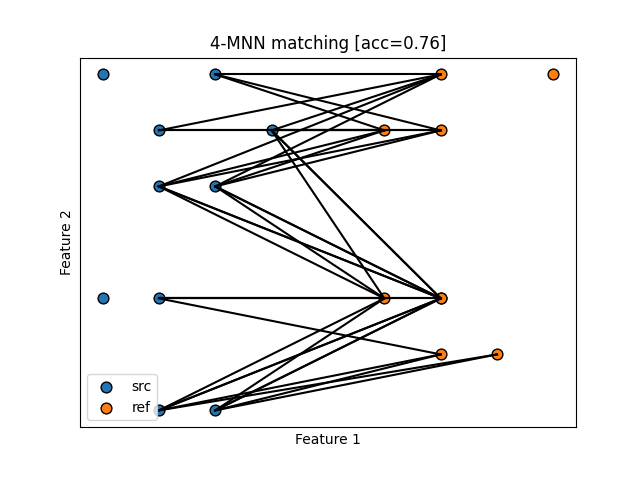 4-MNN matching [acc=0.76]
Feature 2
src
ref
Feature 1